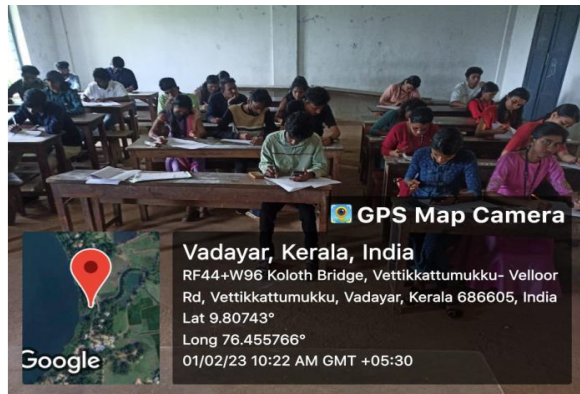 GPS Map Camera
Vadayar, Kerala, India
RF44+W96 Koloth Bridge, Vettikkattumukku- Velloor
Rd, Vettikkattumukku, Vadayar, Kerala 686605, India
Lat 9.80743°
Long 76.455766°
01/02/23 10:22 AM GMT +05:30
Google